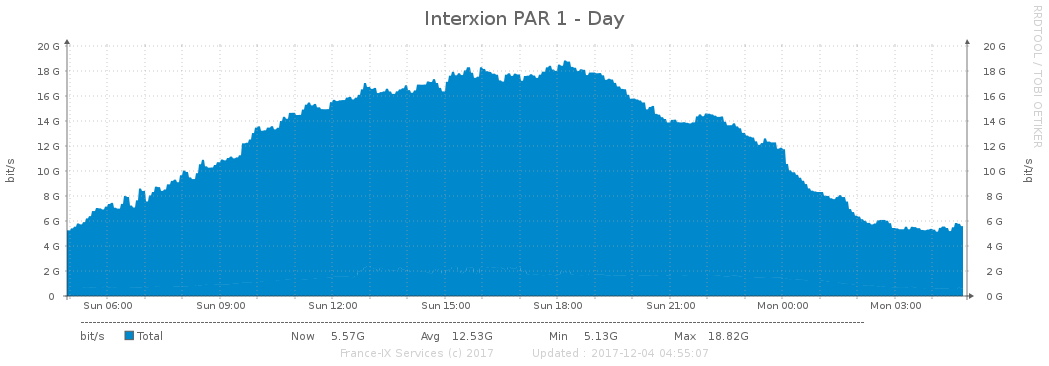 Interxion PAR 1 - Day
RRDTOOL / TOBI OETIKER
20 G 20 G
18 G 18 G
16 G 16 G
14 G 14 G
12 G 12 G
10 G 10 G
8 G 8 G
6 G 6 G
4 G 4 G
2 G 2 G
0 0 G
bit/s
bit/s
Sun 06:00 Sun 09:00 Sun 12:00 Sun 15:00 Sun 18:00 Sun 21:00 Mon 00:00 Mon 03:00
bit/s Total Now 5.57G Avg 12.53G Min 5.13G Max 18.82G
France-IX Services (c) 2017 Updated : 2017-12-04 04:55:07